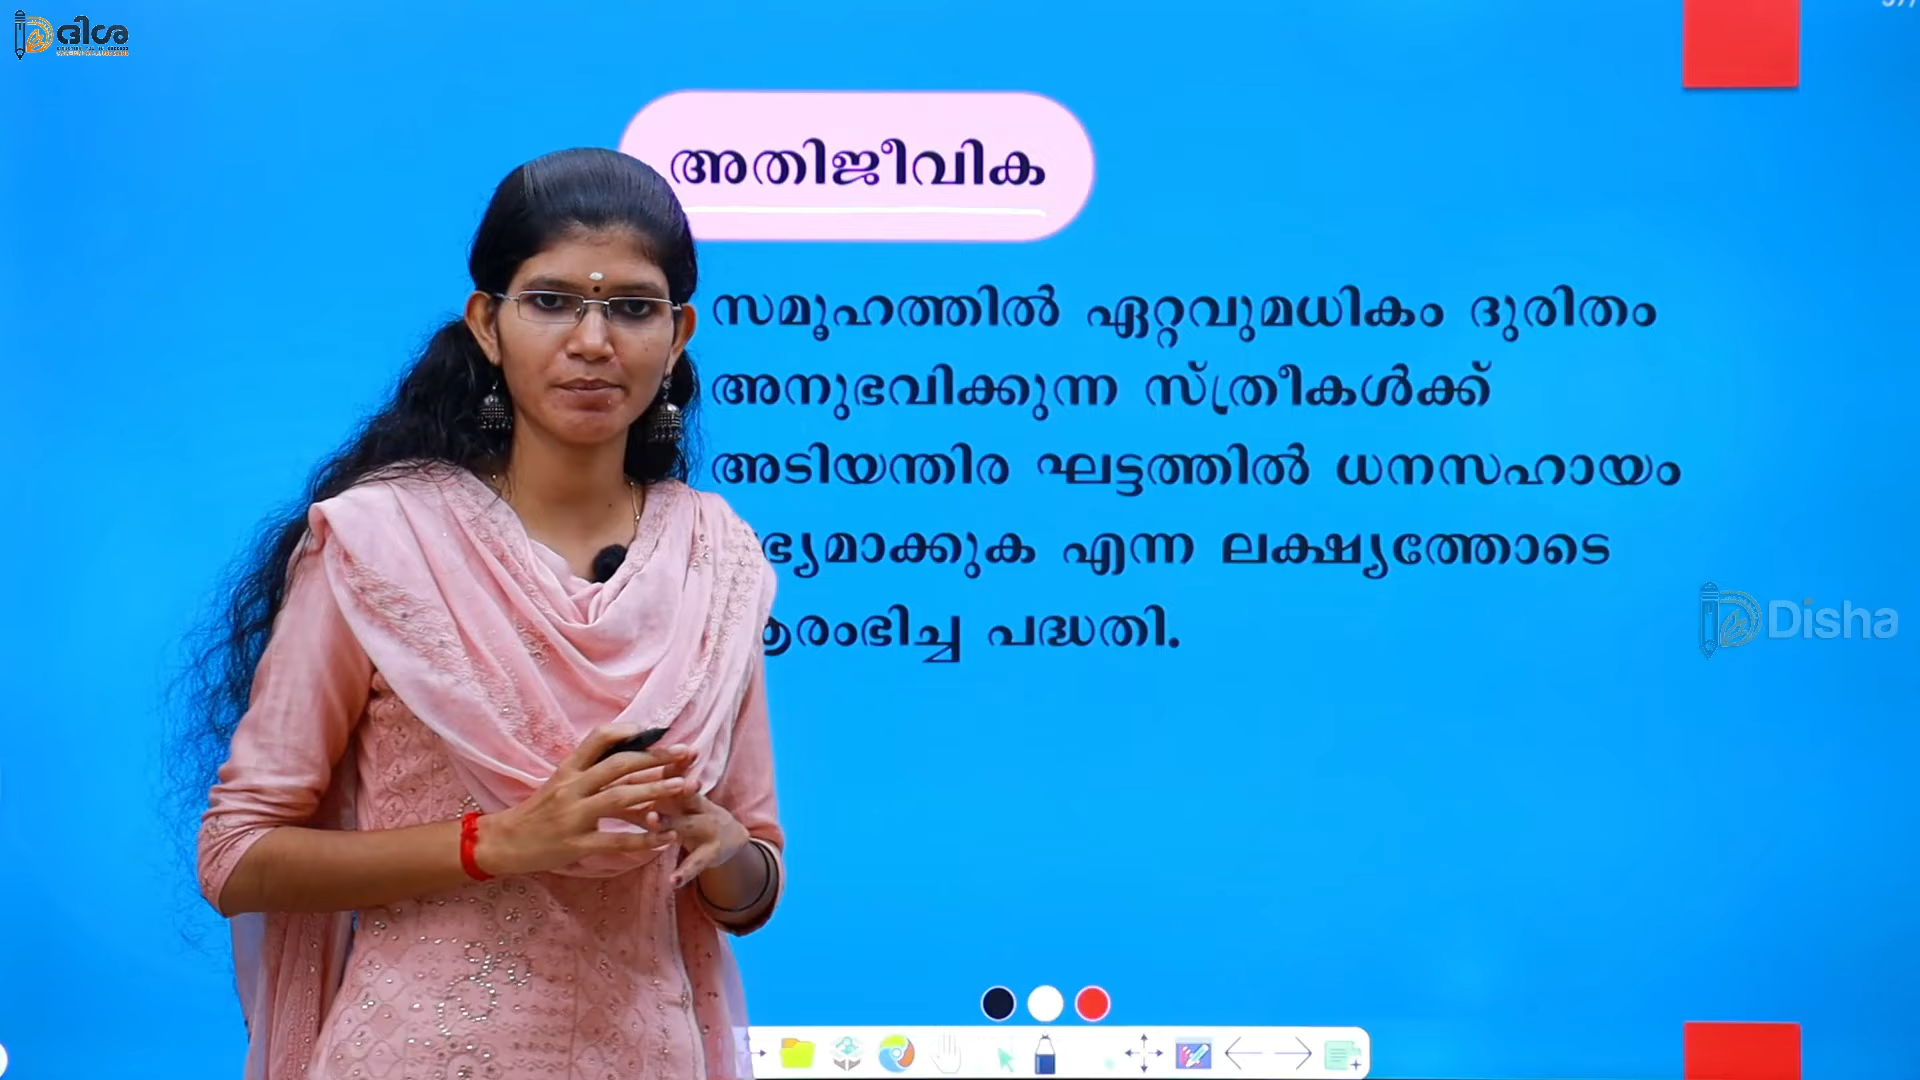 ദിശ
അതിജീവിക
സമൂഹത്തിൽ ഏറ്റവുമധികം ദുരിതം
അനുഭവിക്കുന്ന സ്ത്രീകൾക്ക്
അടിയന്തിര ഘട്ടത്തിൽ ധനസഹായം
എന്ന ലക്ഷ്യത്തോടെ
പദ്ധതി.
Disha